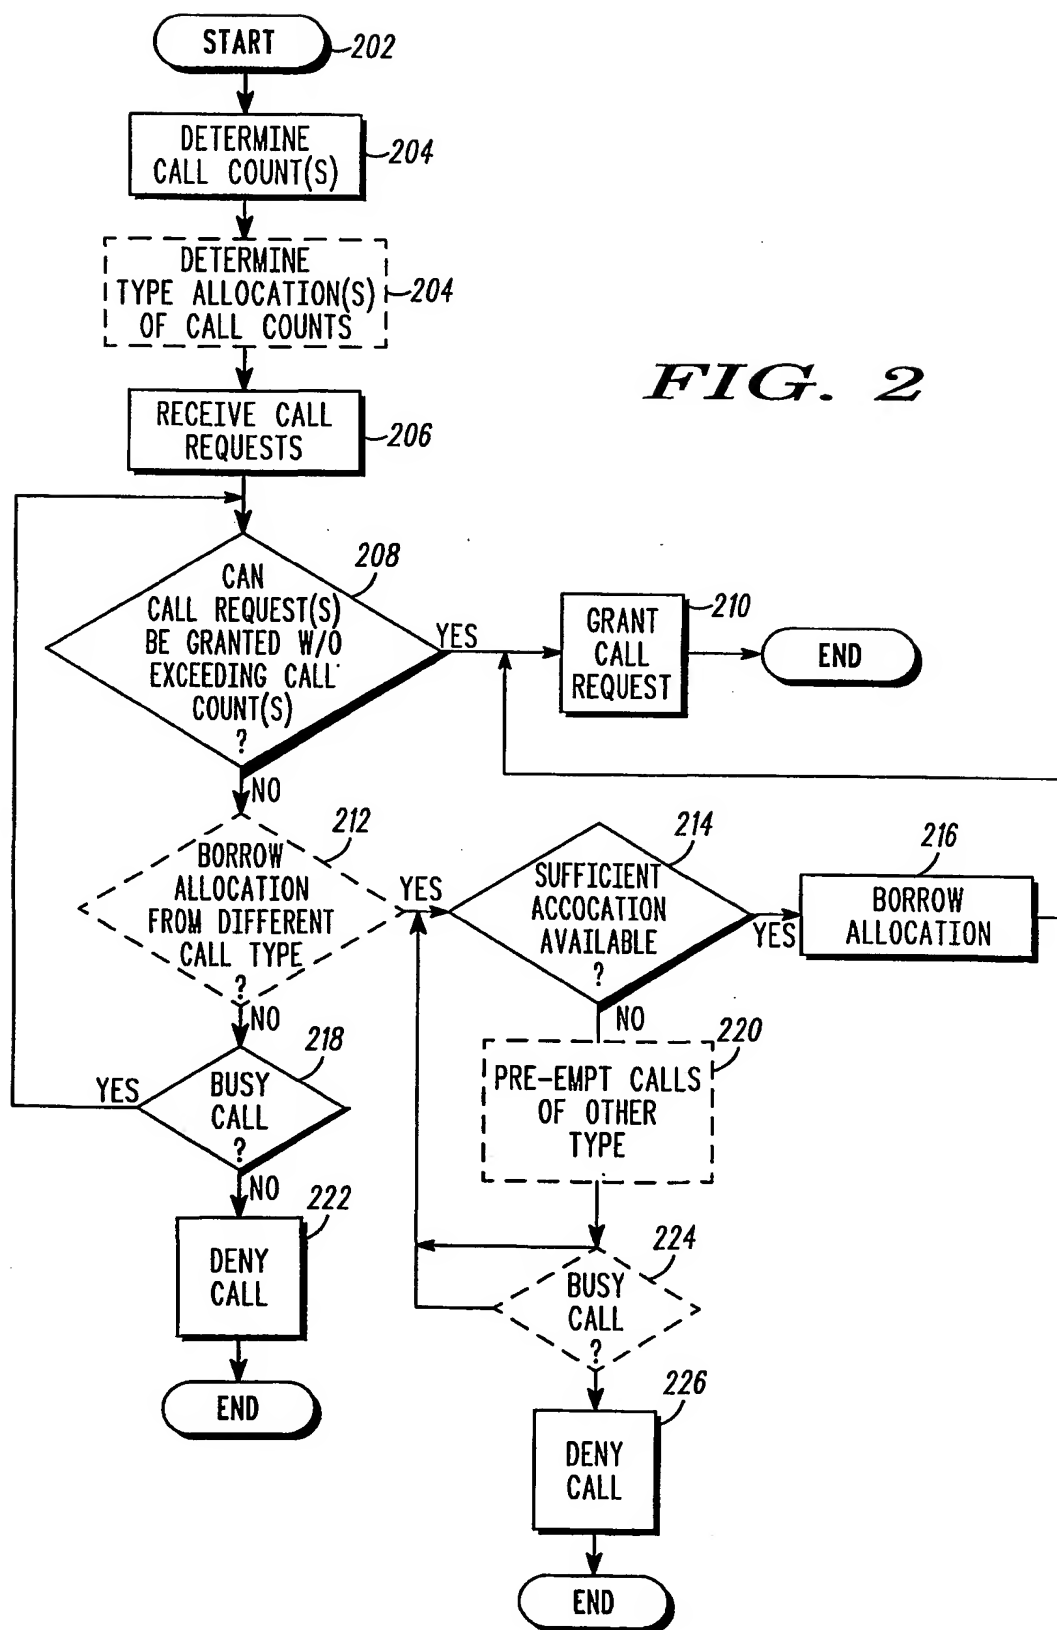 START
202
DETERMINE
CALL COUNT(S)
204
DETERMINE
TYPE ALLOCATION(S)
OF CALL COUNTS
204
FIG. 2
RECEIVE CALL
REQUESTS
206
CAN
CALL REQUEST(S)
BE GRANTED W/O
EXCEEDING CALL
COUNT(S)
?
208
YES
GRANT
CALL
REQUEST
210
END
NO
BORROW
ALLOCATION
FROM DIFFERENT
CALL TYPE
?
212
YES
SUFFICIENT
ACCOCATION
AVAILABLE
?
214
YES
BORROW
ALLOCATION
216
NO
BUSY
CALL
?
218
YES
NO
PRE-EMPT CALLS
OF OTHER
TYPE
220
NO
DENY
CALL
222
END
BUSY
CALL
?
224
DENY
CALL
226
END